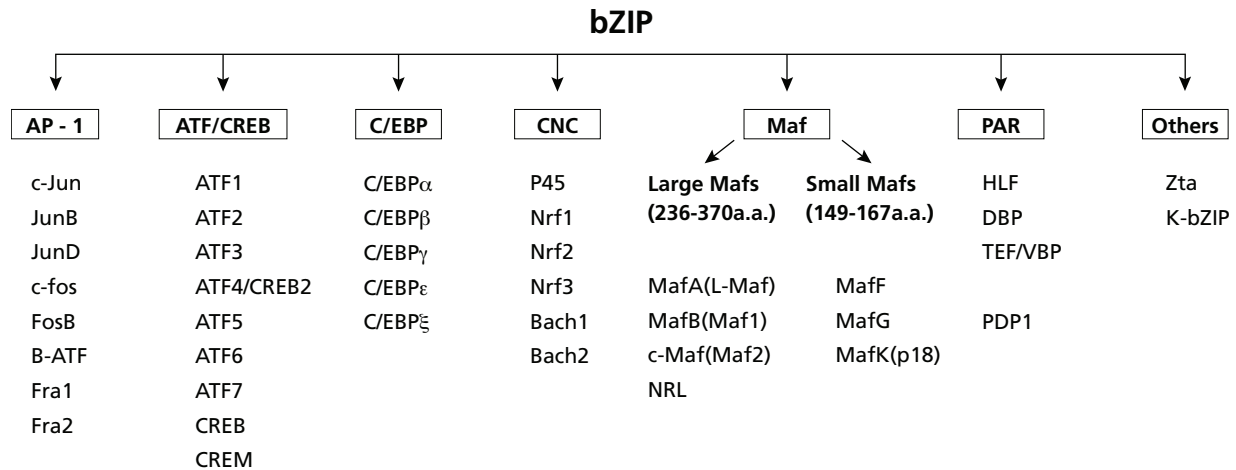 bZIP
AP - 1
ATF/CREB
C/EBP
CNC
Maf
PAR
Others
c-Jun
JunB
JunD
c-fos
FosB
B-ATF
Fra1
Fra2
ATF1
ATF2
ATF3
ATF4/CREB2
ATF5
ATF6
ATF7
CREB
CREM
C/EBPα
C/EBPβ
C/EBPγ
C/EBPε
C/EBPξ
P45
Nrf1
Nrf2
Nrf3
Bach1
Bach2
Large Mafs
(236-370a.a.)
MafA(L-Maf)
MafB(Maf1)
c-Maf(Maf2)
NRL
Small Mafs
(149-167a.a.)
MafF
MafG
MafK(p18)
HLF
DBP
TEF/VBP
PDP1
Zta
K-bZIP